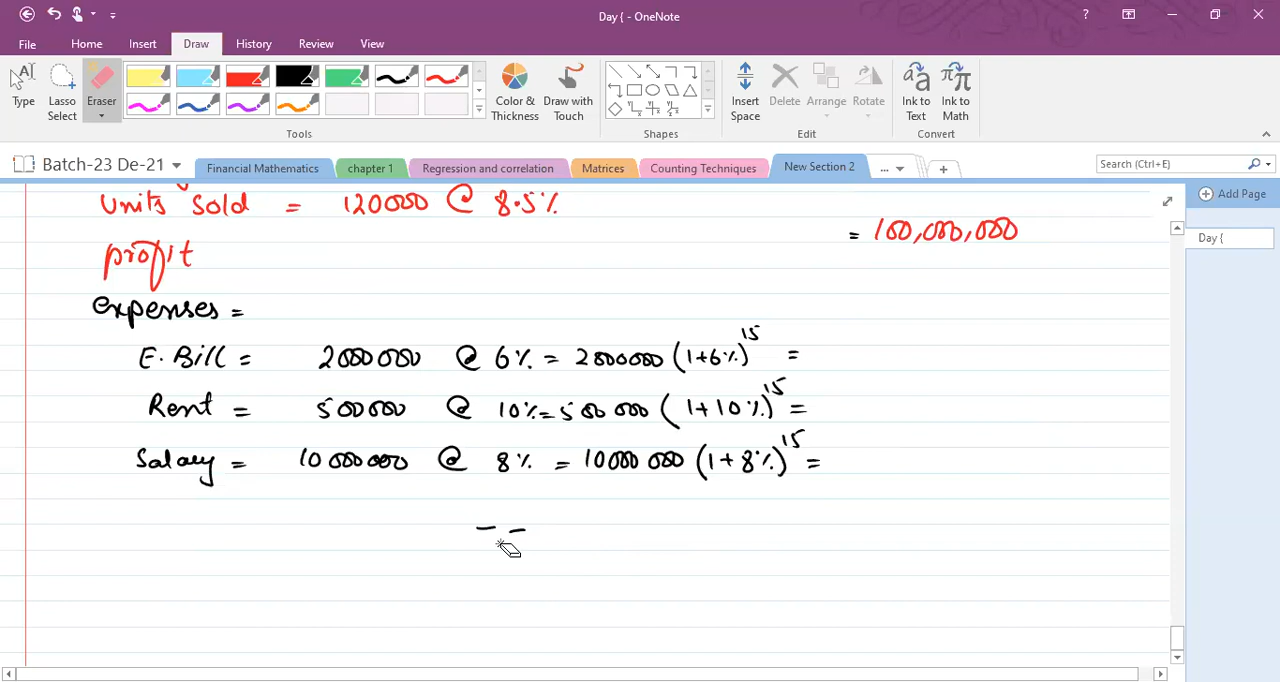 Day { - OneNote
?
File Home Insert Draw History Review View
Type Lasso Select Eraser Color & Thickness Draw with Touch Insert Space Delete Arrange Rotate Ink to Text Ink to Math
Tools Shapes Edit Convert
Batch-23 De-21 Financial Mathematics chapter 1 Regression and correlation Matrices Counting Techniques New Section 2 ... + Search (Ctrl+E)
Add Page
Day {
Units Sold = 120000 @ 8.5%
= 100,000,000
profit
expenses =
E. Bill = 2000000 @ 6% = 2000000 (1+6%)^15 =
Rent = 500000 @ 10% = 500 000 (1+10%)^15 =
Salary = 10000000 @ 8% = 10000 000 (1+8%)^15 =